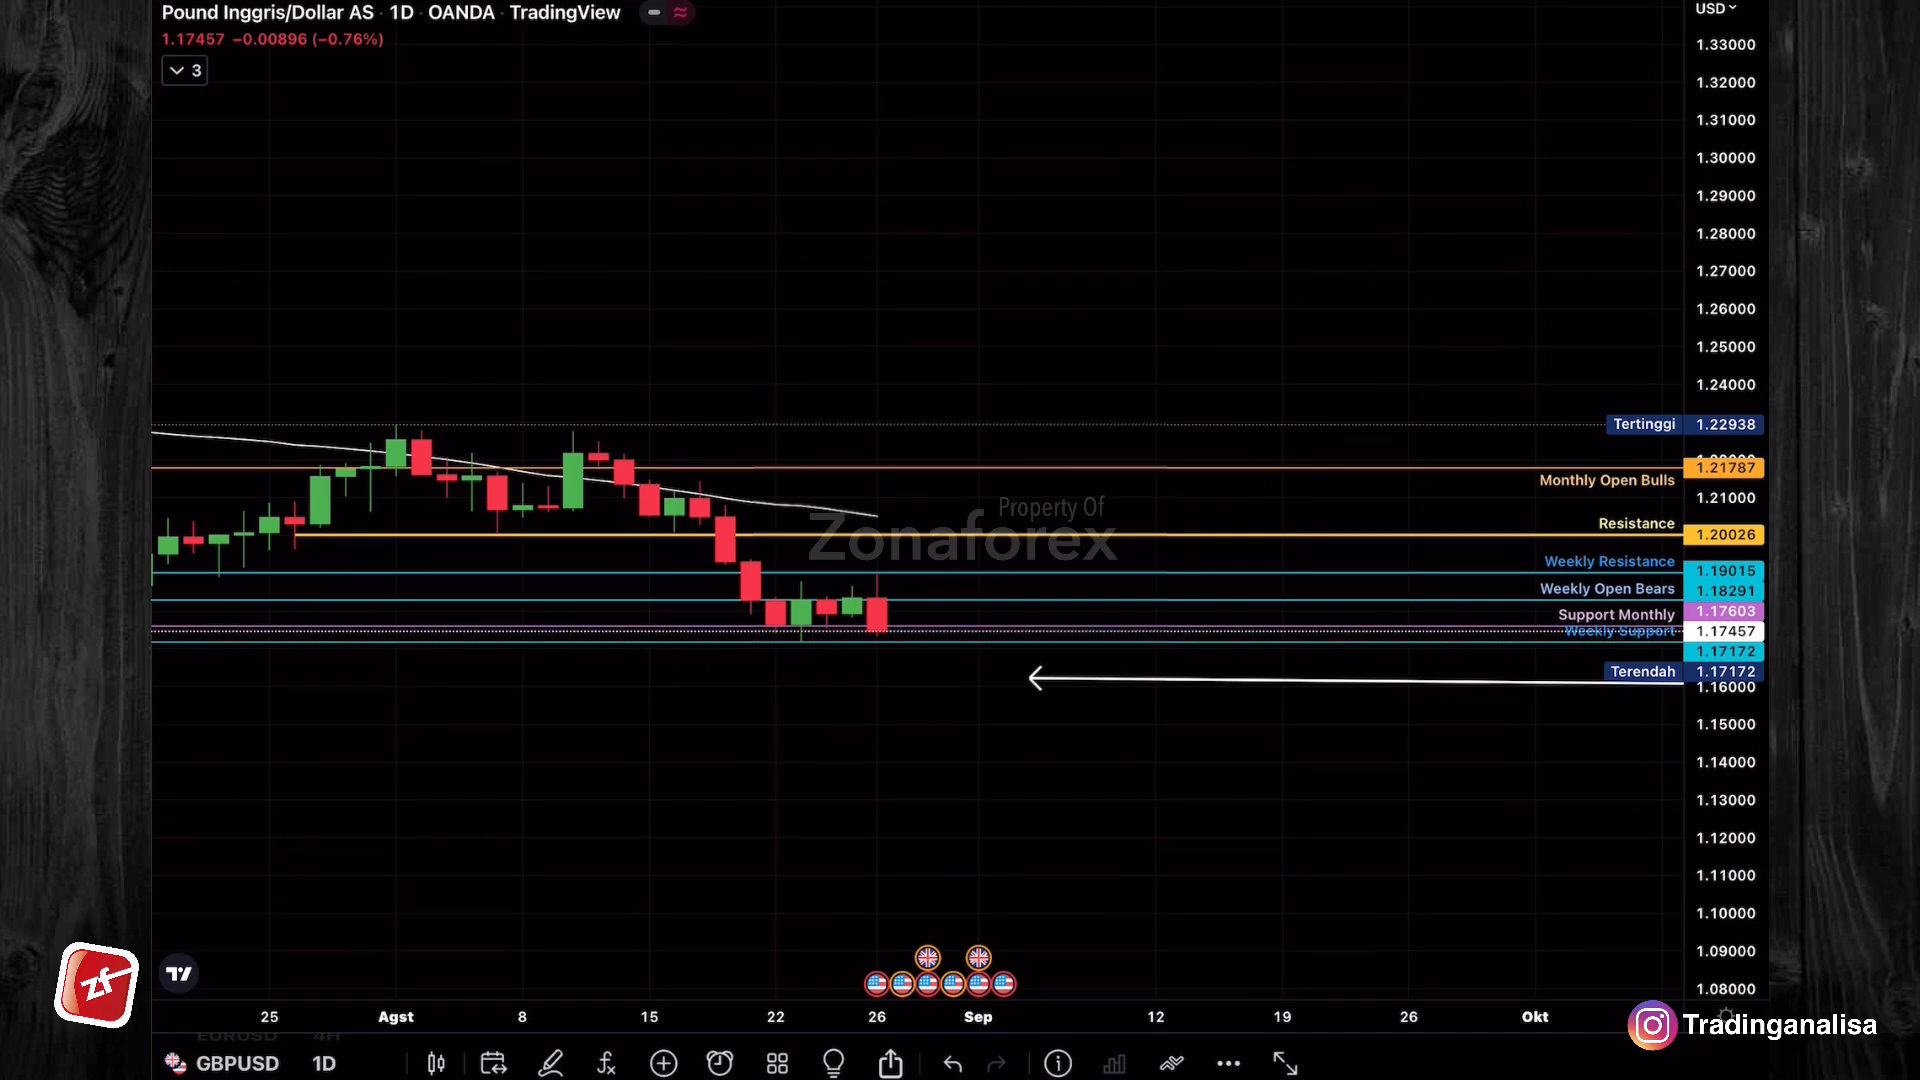 Pound Inggris/Dollar AS · 1D · OANDA · TradingView
1.17457 −0.00896 (−0.76%)
3
USD
1.33000
1.32000
1.31000
1.30000
1.29000
1.28000
1.27000
1.26000
1.25000
1.24000
Tertinggi 1.22938
1.21787
Monthly Open Bulls
1.21000
Property Of
Zonaforex
Resistance
1.20026
Weekly Resistance
1.19015
Weekly Open Bears 1.18291
Support Monthly 1.17603
Weekly Support 1.17457
1.17172
Terendah 1.17172
1.16000
1.15000
1.14000
1.13000
1.12000
1.11000
1.10000
1.09000
1.08000
zf
25 Agst 8 15 22 26 Sep 12 19 26 Okt
Tradinganalisa
EURUSD 4H
GBPUSD 1D